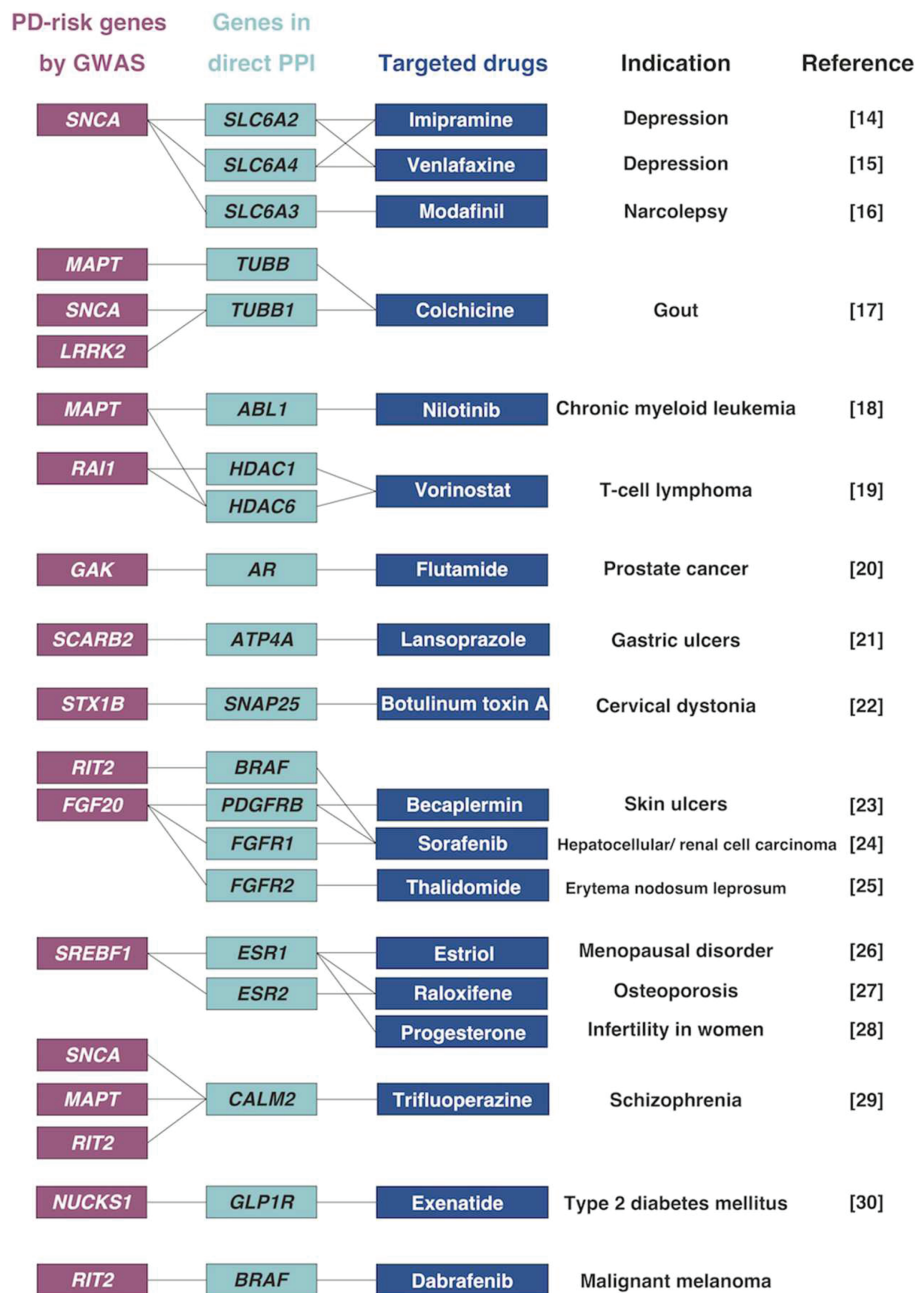 PD-risk genes Genes in
by GWAS direct PPI Targeted drugs Indication Reference
SNCA SLC6A2 Imipramine Depression [14]
SLC6A4 Venlafaxine Depression [15]
SLC6A3 Modafinil Narcolepsy [16]
MAPT TUBB
SNCA TUBB1 Colchicine Gout [17]
LRRK2
MAPT ABL1 Nilotinib Chronic myeloid leukemia [18]
RAI1 HDAC1
Vorinostat T-cell lymphoma [19]
HDAC6
GAK AR Flutamide Prostate cancer [20]
SCARB2 ATP4A Lansoprazole Gastric ulcers [21]
STX1B SNAP25 Botulinum toxin A Cervical dystonia [22]
RIT2 BRAF
FGF20 PDGFRB Becaplermin Skin ulcers [23]
FGFR1 Sorafenib Hepatocellular/ renal cell carcinoma [24]
FGFR2 Thalidomide Erytema nodosum leprosum [25]
SREBF1 ESR1 Estriol Menopausal disorder [26]
ESR2 Raloxifene Osteoporosis [27]
Progesterone Infertility in women [28]
SNCA
MAPT CALM2 Trifluoperazine Schizophrenia [29]
RIT2
NUCKS1 GLP1R Exenatide Type 2 diabetes mellitus [30]
RIT2 BRAF Dabrafenib Malignant melanoma